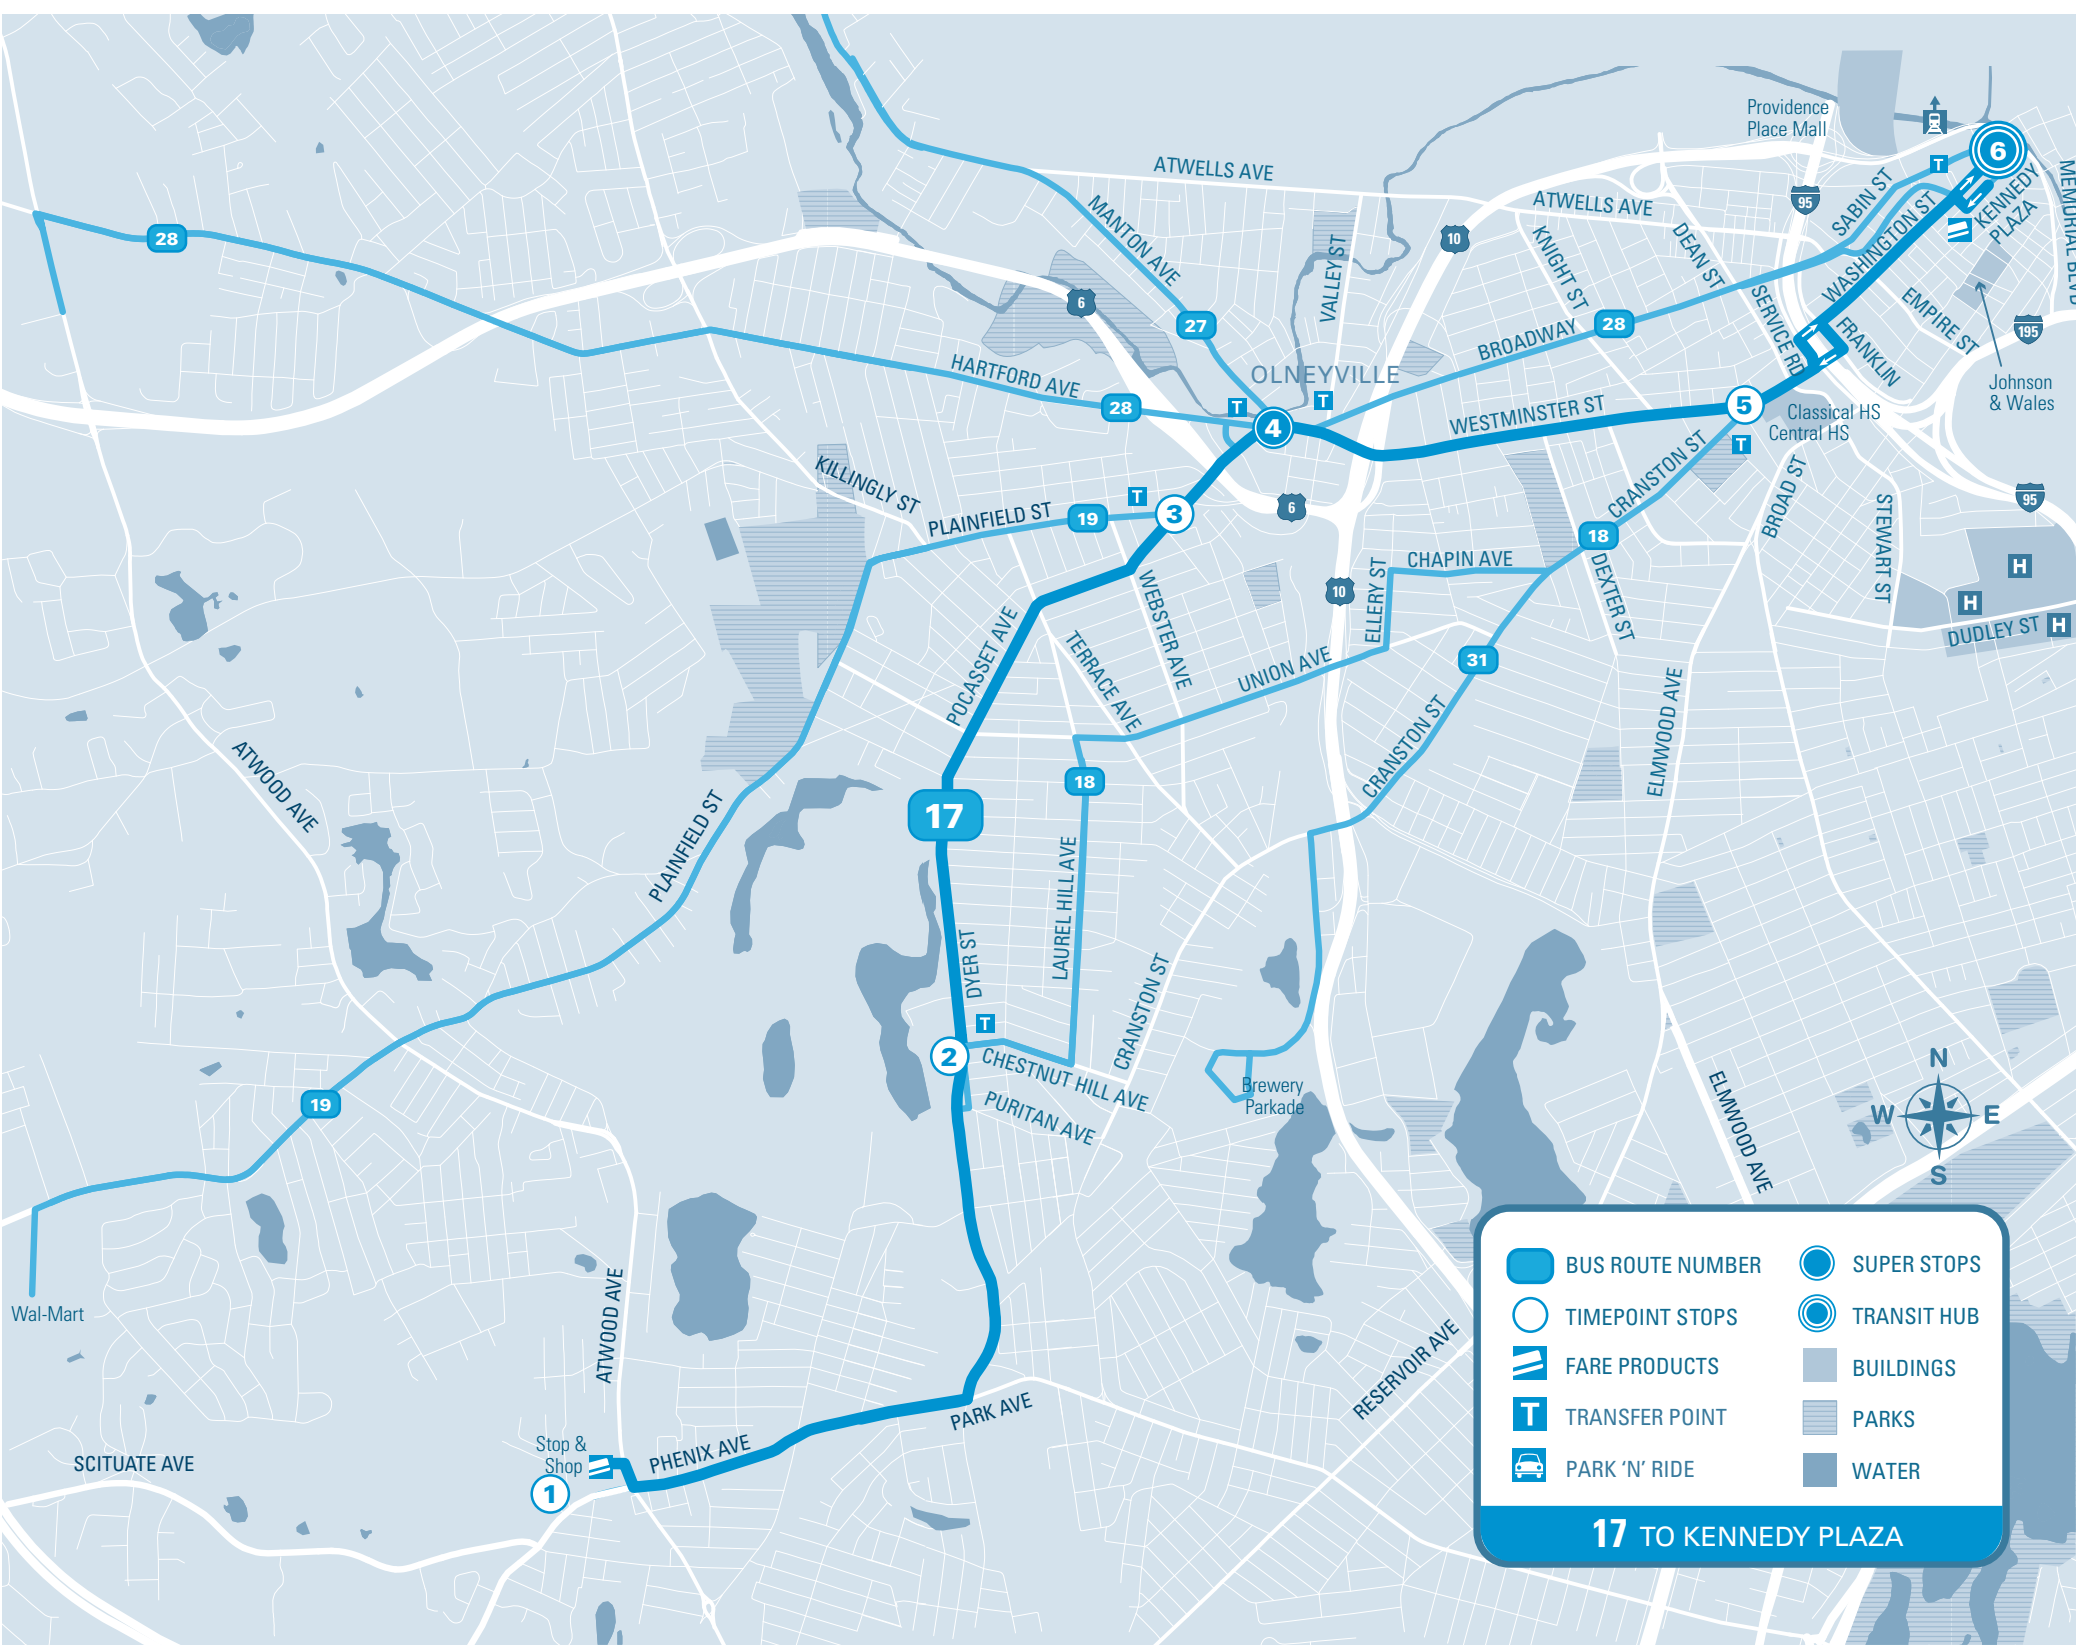 Providence
Place Mall
6
T
KENNEDY
PLAZA
MEMORIAL BLVD
ATWELLS AVE
ATWELLS AVE
95
SABIN ST
WASHINGTON ST
MANTON AVE
KNIGHT ST
DEAN ST
10
28
VALLEY ST
6
27
SERVICE RD
EMPIRE ST
195
BROADWAY
28
FRANKLIN
HARTFORD AVE
OLNEYVILLE
Johnson
& Wales
28
T
T
4
WESTMINSTER ST
5
Classical HS
Central HS
T
CRANSTON ST
BROAD ST
KILLINGLY ST
PLAINFIELD ST
19
T
3
6
STEWART ST
95
18
CHAPIN AVE
DEXTER ST
H
H
H
DUDLEY ST
10
ELLERY ST
WEBSTER AVE
POCASSET AVE
TERRACE AVE
UNION AVE
31
ELMWOOD AVE
CRANSTON ST
ATWOOD AVE
18
17
PLAINFIELD ST
LAUREL HILL AVE
DYER ST
CRANSTON ST
T
2
CHESTNUT HILL AVE
PURITAN AVE
Brewery
Parkade
19
ELMWOOD AVE
N
W
E
S
Wal-Mart
ATWOOD AVE
RESERVOIR AVE
PARK AVE
PHENIX AVE
Stop &
Shop
1
SCITUATE AVE
BUS ROUTE NUMBER
SUPER STOPS
TIMEPOINT STOPS
TRANSIT HUB
FARE PRODUCTS
BUILDINGS
T TRANSFER POINT
PARKS
PARK 'N' RIDE
WATER
17 TO KENNEDY PLAZA